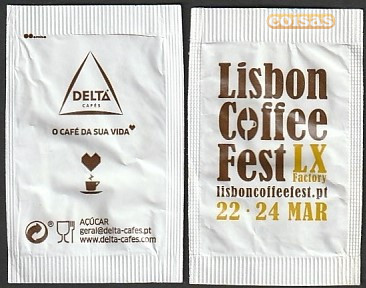 DELTA
CAFÉS
O CAFÉ DA SUA VIDA
AÇÚCAR
geral@delta-cafes.pt
www.delta-cafes.com
coisas
Lisbon
Coffee
Fest LX
Factory
lisboncoffeefest.pt
22 · 24 MAR